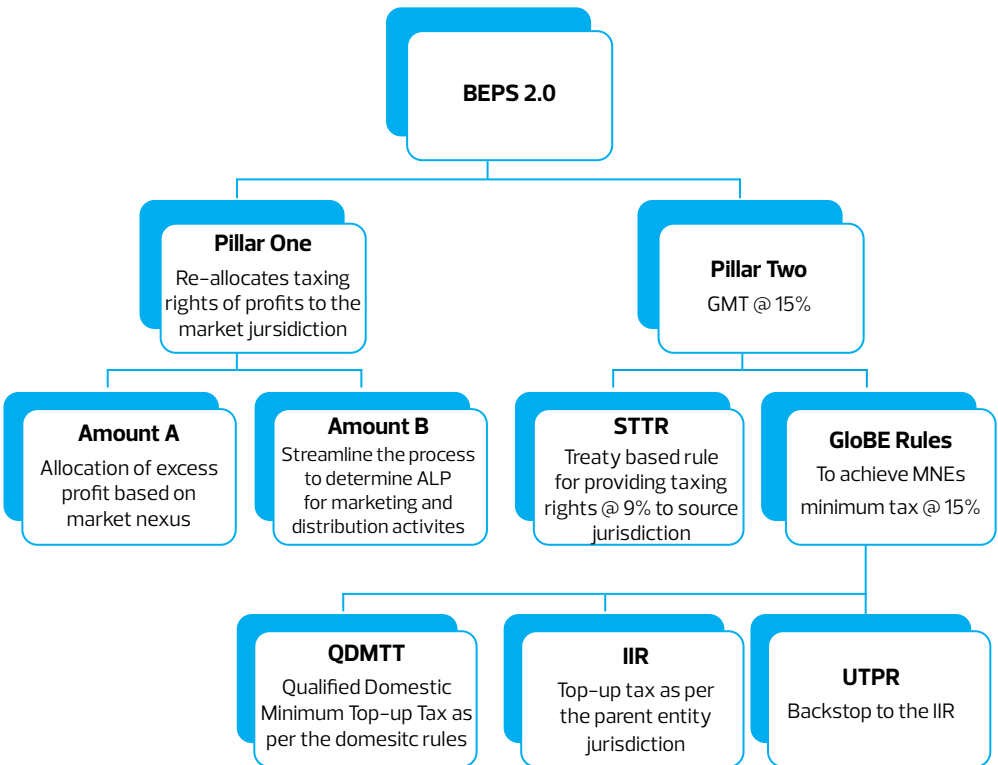 BEPS 2.0
Pillar One
Re-allocates taxing
rights of profits to the
market jursidiction
Pillar Two
GMT @ 15%
Amount A
Allocation of excess
profit based on
market nexus
Amount B
Streamline the process
to determine ALP
for marketing and
distribution activites
STTR
Treaty based rule
for providing taxing
rights @ 9% to source
jurisdiction
GloBE Rules
To achieve MNEs
minimum tax @ 15%
QDMTT
Qualified Domestic
Minimum Top-up Tax as
per the domesitc rules
IIR
Top-up tax as per
the parent entity
jurisdiction
UTPR
Backstop to the IIR